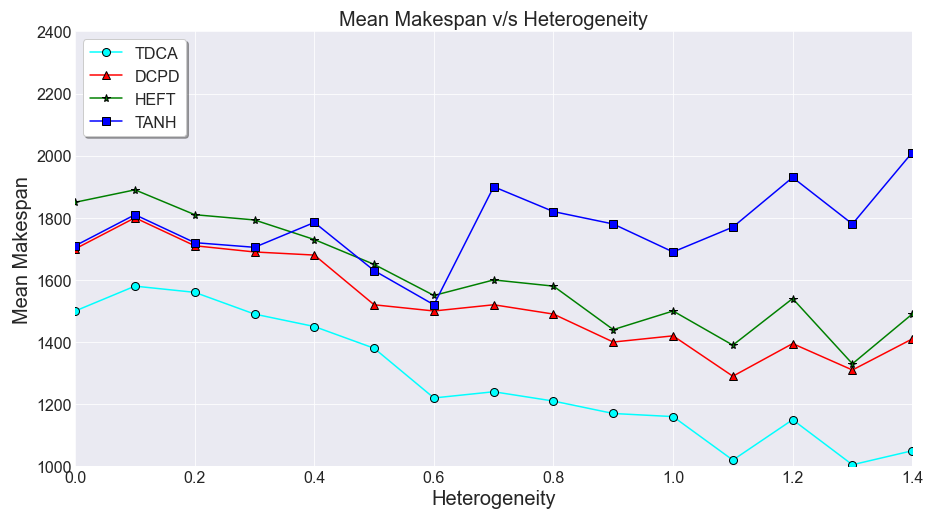 Mean Makespan v/s Heterogeneity
TDCA
DCPD
HEFT
TANH
Mean Makespan
2400
2200
2000
1800
1600
1400
1200
1000
0.0 0.2 0.4 0.6 0.8 1.0 1.2 1.4
Heterogeneity